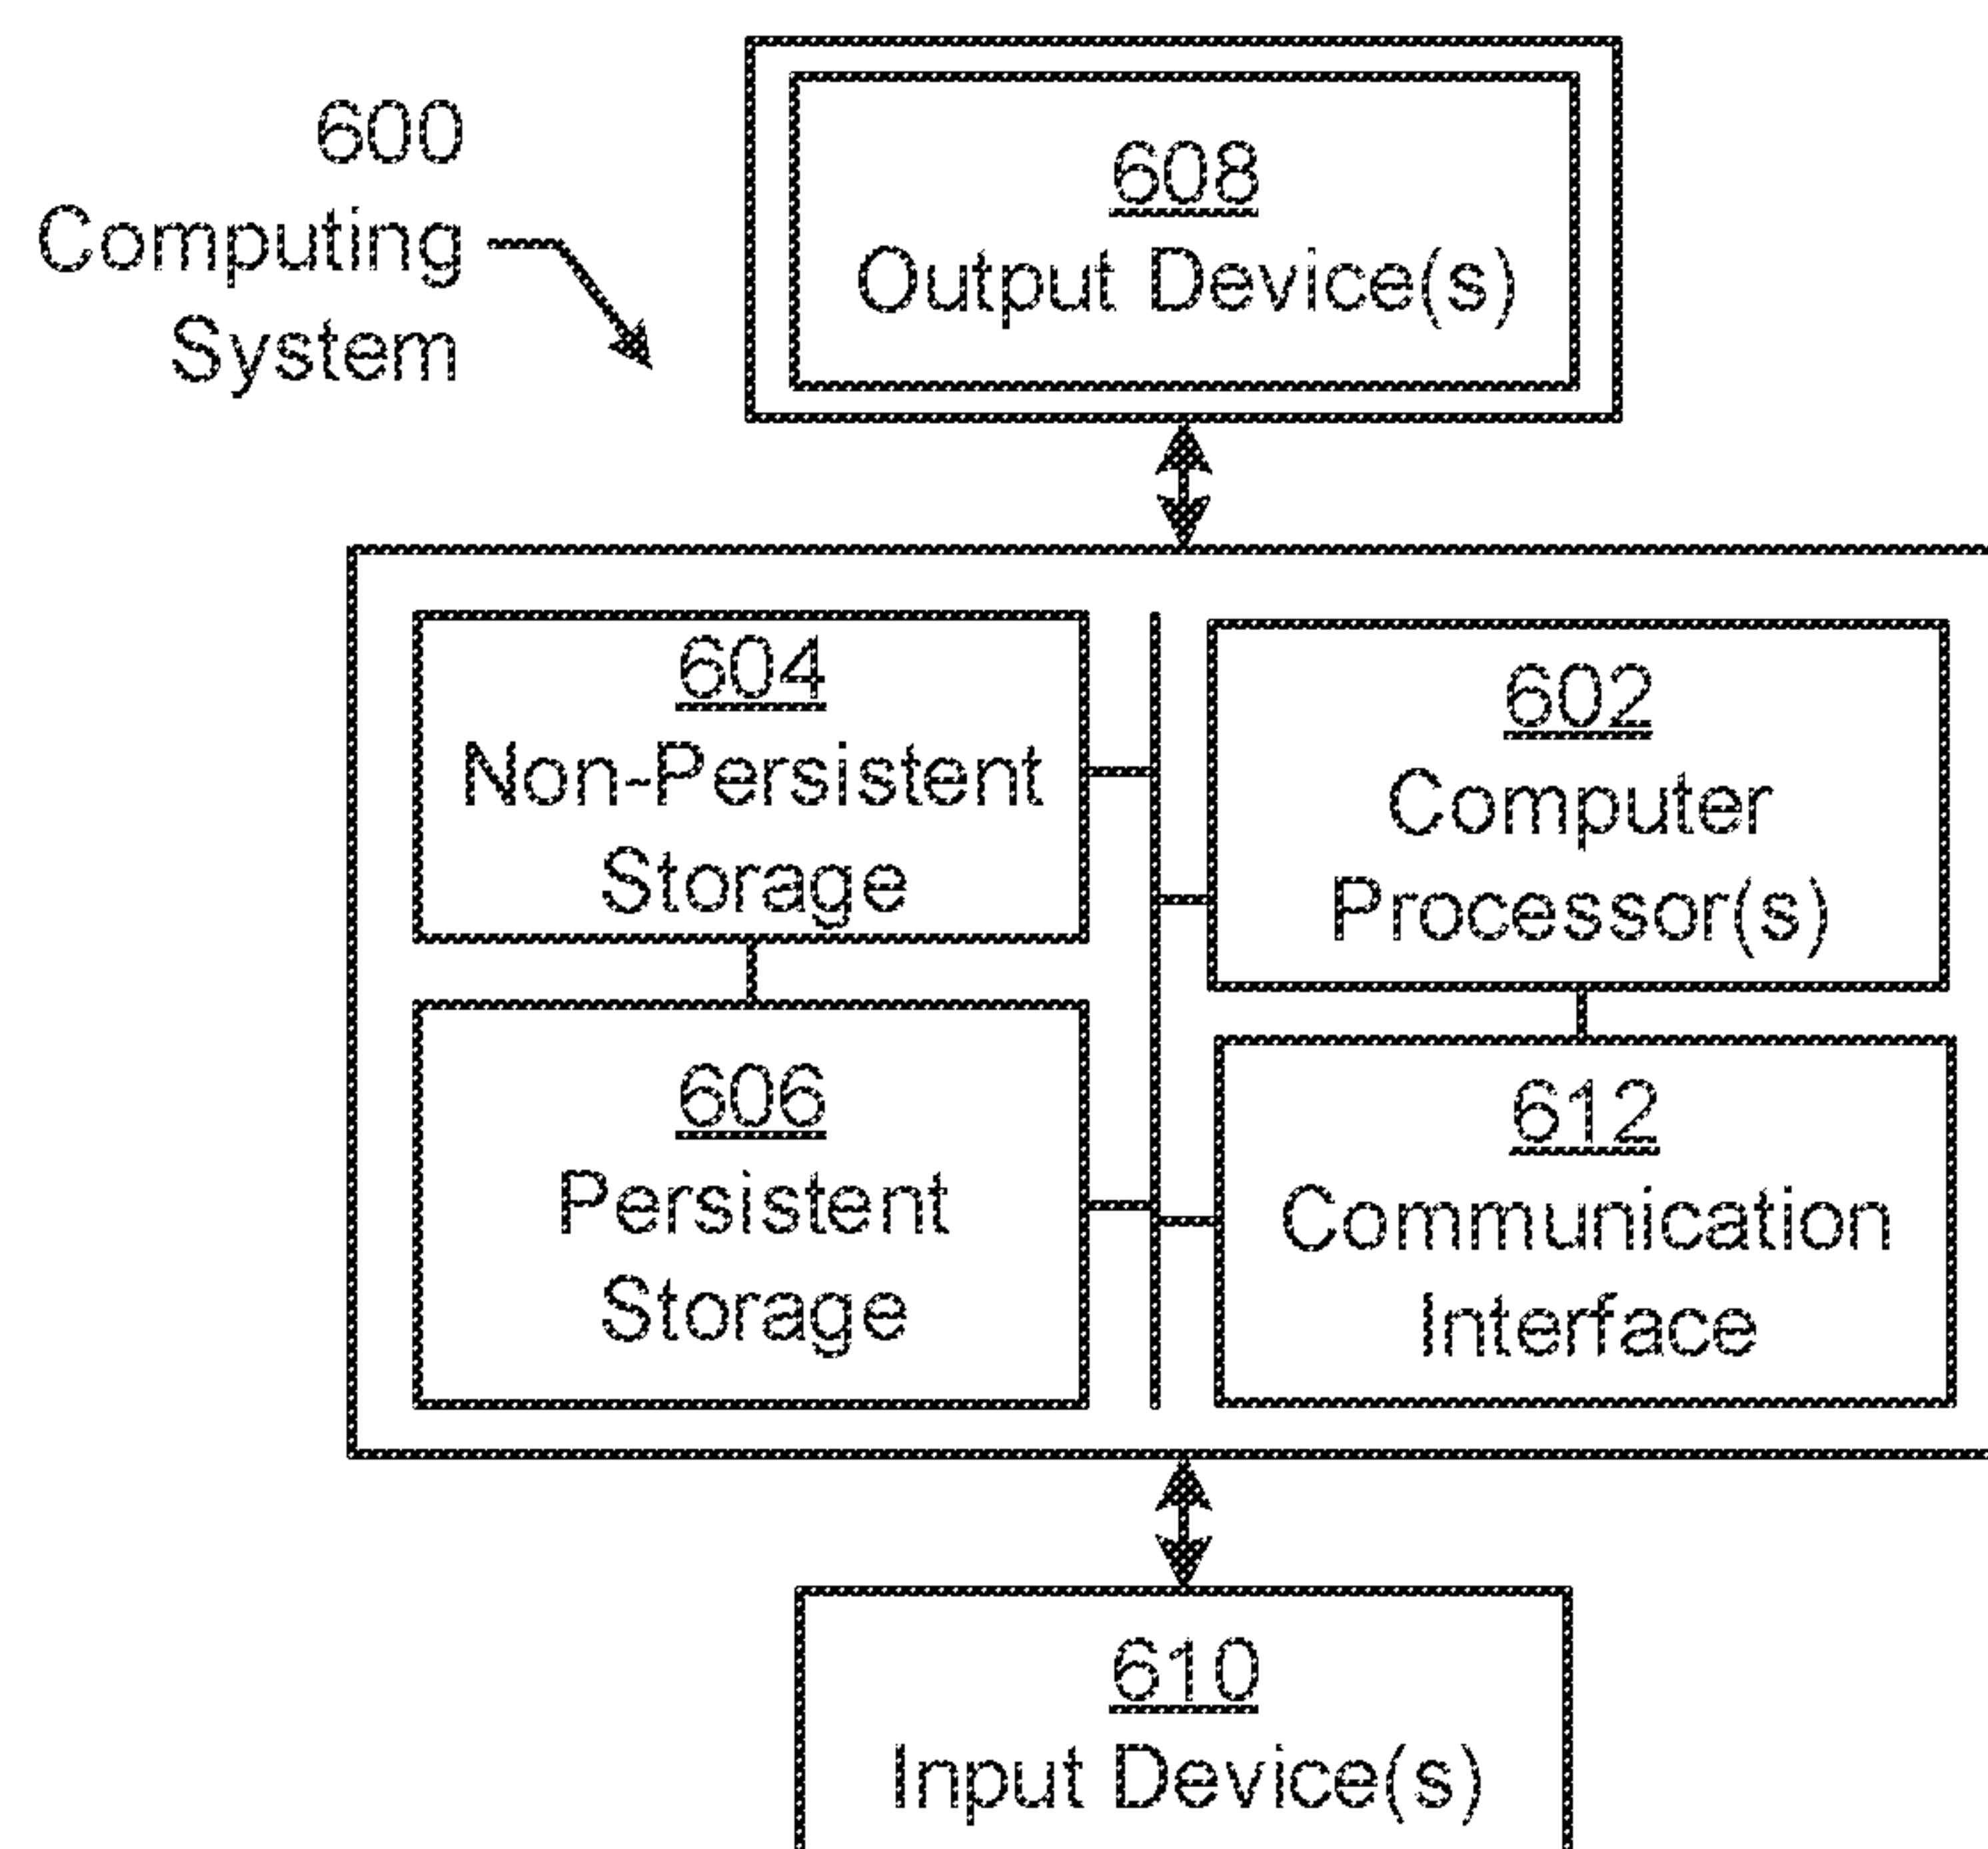 600
Computing
System
608
Output Device(s)
604
Non-Persistent
Storage
602
Computer
Processor(s)
606
Persistent
Storage
612
Communication
Interface
610
Input Device(s)